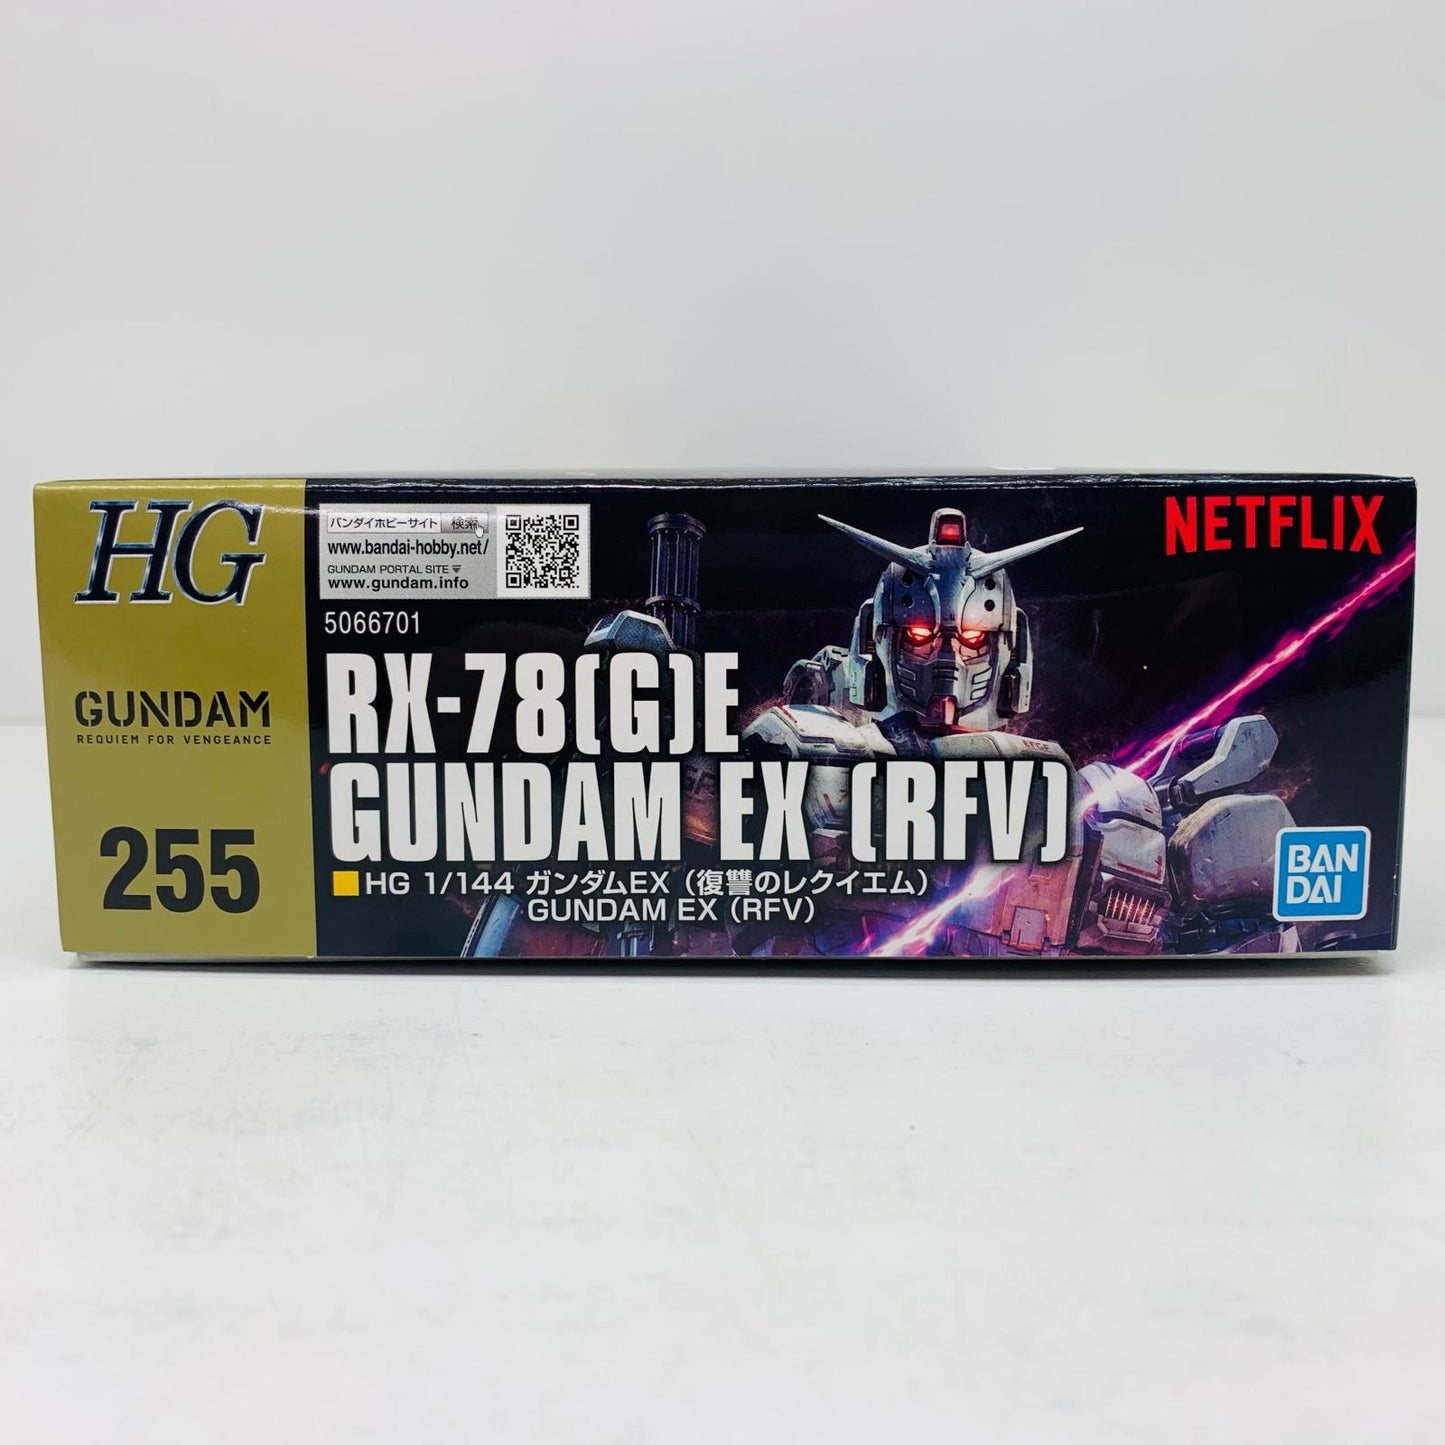 HG
GUNDAM
REQUIEM FOR VENGEANCE
255
バンダイホビーサイト 検索
www.bandai-hobby.net/
GUNDAM PORTAL SITE
www.gundam.info
5066701
RX-78(G)E
GUNDAM EX (RFV)
HG 1/144 ガンダムEX（復讐のレクイエム）
GUNDAM EX（RFV）
NETFLIX
EFGF
BAN
DAI